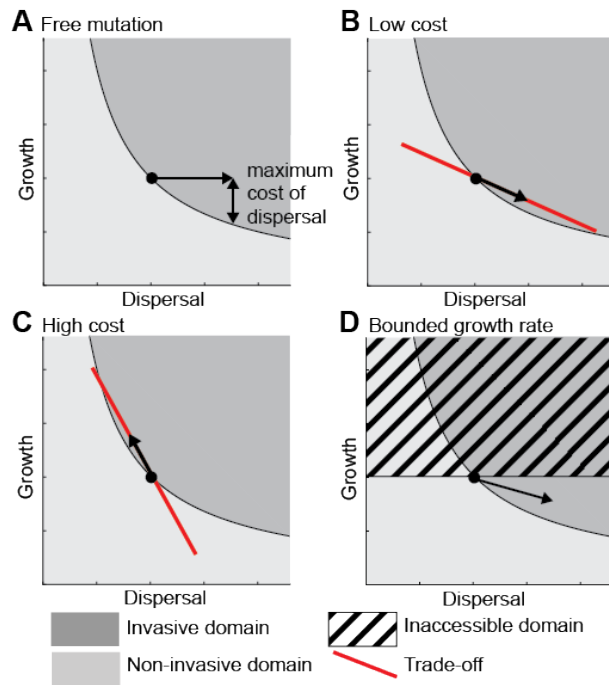 A Free mutation
Growth
maximum
cost of
dispersal
Dispersal
B Low cost
Growth
Dispersal
C High cost
Growth
Dispersal
D Bounded growth rate
Growth
Dispersal
Invasive domain
Non-invasive domain
Inaccessible domain
Trade-off